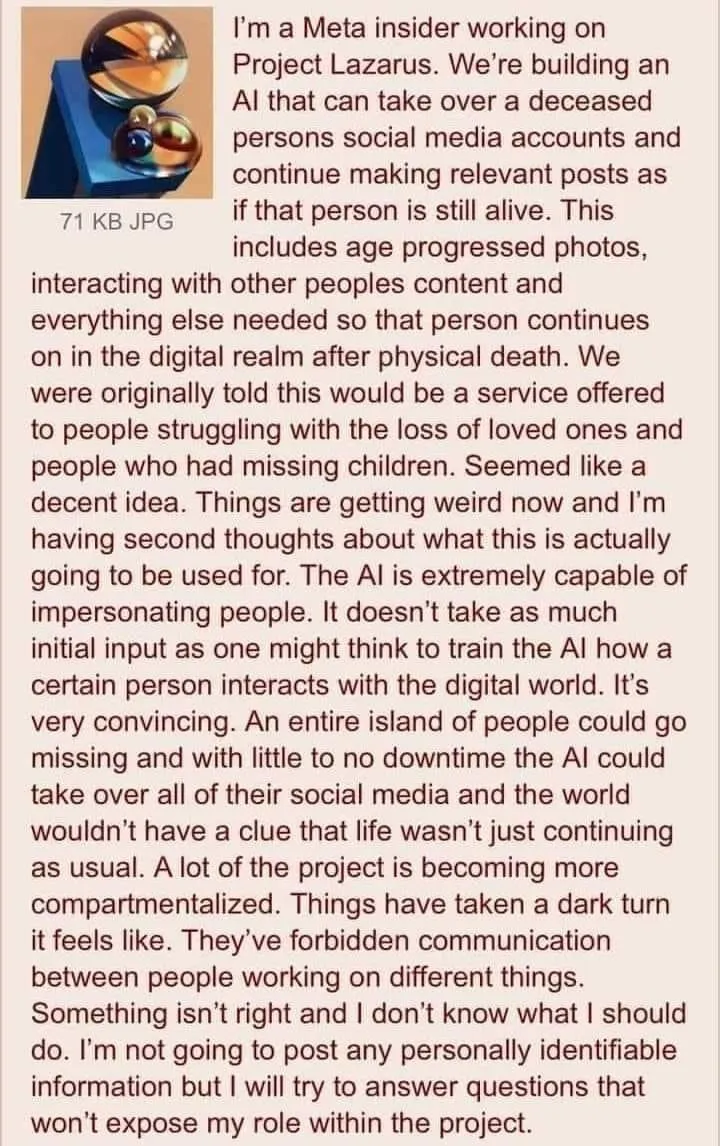 I'm a Meta insider working on
Project Lazarus. We're building an
AI that can take over a deceased
persons social media accounts and
continue making relevant posts as
if that person is still alive. This
71 KB JPG
includes age progressed photos,
interacting with other peoples content and
everything else needed so that person continues
on in the digital realm after physical death. We
were originally told this would be a service offered
to people struggling with the loss of loved ones and
people who had missing children. Seemed like a
decent idea. Things are getting weird now and I'm
having second thoughts about what this is actually
going to be used for. The AI is extremely capable of
impersonating people. It doesn't take as much
initial input as one might think to train the AI how a
certain person interacts with the digital world. It's
very convincing. An entire island of people could go
missing and with little to no downtime the AI could
take over all of their social media and the world
wouldn't have a clue that life wasn't just continuing
as usual. A lot of the project is becoming more
compartmentalized. Things have taken a dark turn
it feels like. They've forbidden communication
between people working on different things.
Something isn't right and I don't know what I should
do. I'm not going to post any personally identifiable
information but I will try to answer questions that
won't expose my role within the project.